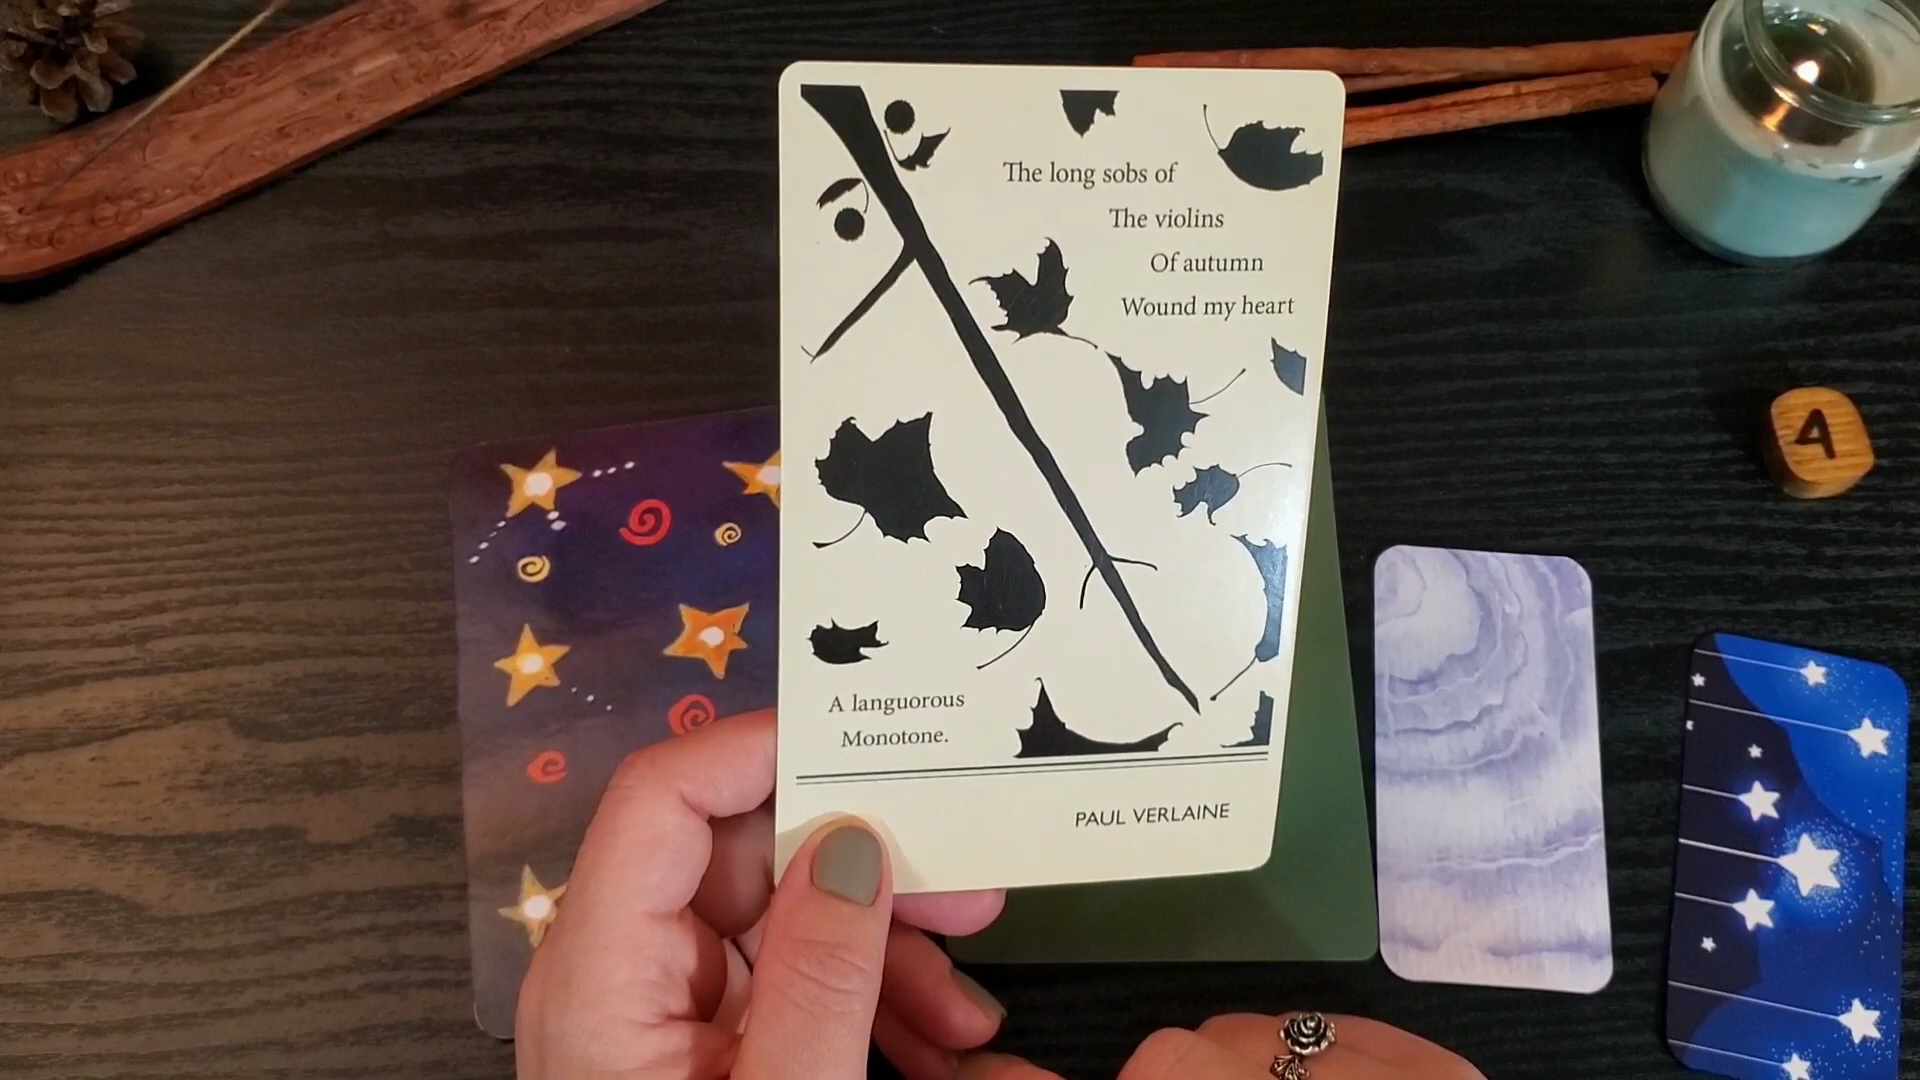 The long sobs of
The violins
Of autumn
Wound my heart
A languorous
Monotone.
PAUL VERLAINE
4